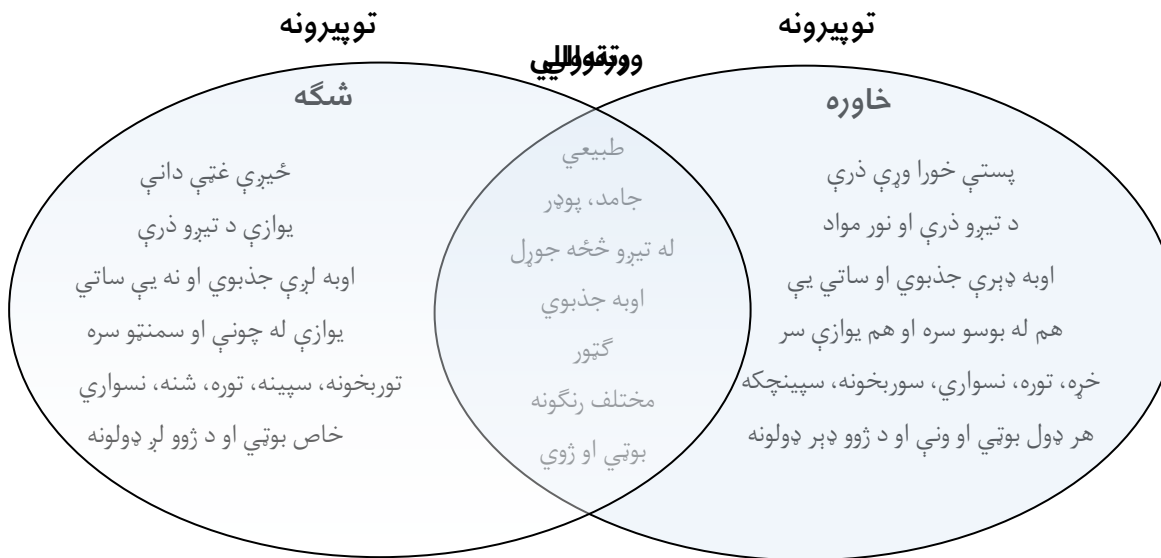 توپیرونه
توپیرونه
خاوره
پستې خورا وړې ذرې
د تیږو ذرې او نور مواد
اوبه ډېرې جذبوي او ساتي یې
هم له بوسو سره او هم یوازې سر
خړه، توره، نسواري، سوربخونه، سپینچکه
هر ډول بوټي او ونې او د ژوو ډېر ډولونه
طبیعي
جامد، پوډر
له تیږو څخه جوړل
اوبه جذبوي
ګټور
مختلف رنګونه
بوټي او ژوي
شګه
ځیږې غټې دانې
یوازې د تیږو ذرې
اوبه لږې جذبوي او نه یې ساتي
یوازې له چونې او سمنټو سره
توربخونه، سپینه، توره، شنه، نسواري
خاص بوټي او د ژوو لږ ډولونه